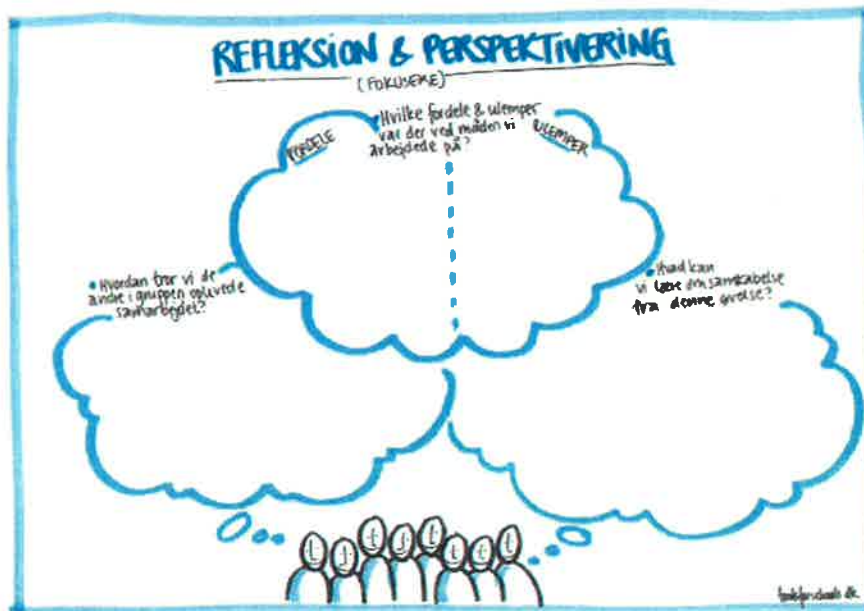 REFLEKSION & PERSPEKTIVERING
(FOKUSERE)
• Hvilke fordele & ulemper
var der ved måden vi
arbejdede på?
FORDELE
ULEMPER
• Hvordan tror vi de
andre i gruppen oplevede
samarbejdet?
• Hvad kan
vi lære om samskabelse
fra denne øvelse?